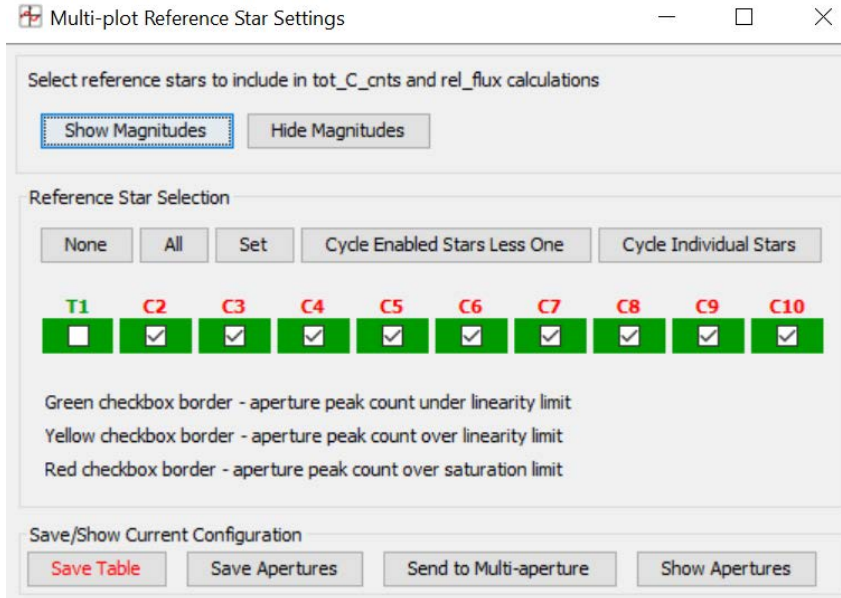 Multi-plot Reference Star Settings
Select reference stars to include in tot_C_cnts and rel_flux calculations
Show Magnitudes Hide Magnitudes
Reference Star Selection
None All Set Cycle Enabled Stars Less One Cycle Individual Stars
T1 C2 C3 C4 C5 C6 C7 C8 C9 C10
Green checkbox border - aperture peak count under linearity limit
Yellow checkbox border - aperture peak count over linearity limit
Red checkbox border - aperture peak count over saturation limit
Save/Show Current Configuration
Save Table Save Apertures Send to Multi-aperture Show Apertures